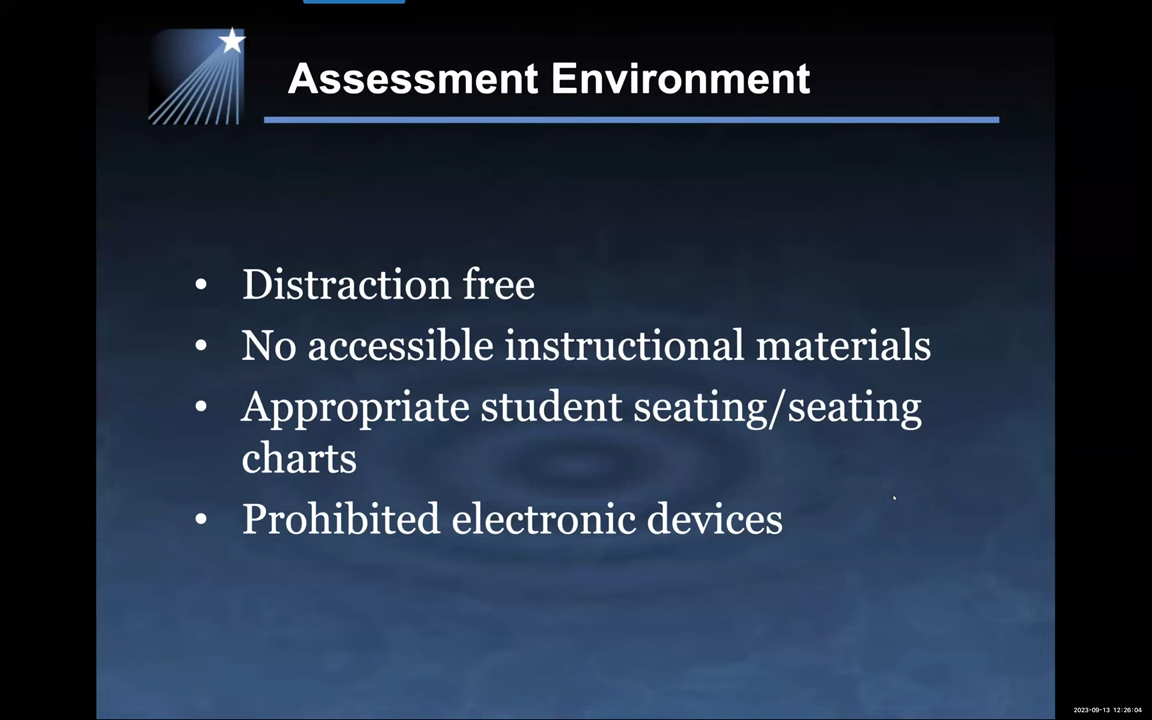 Assessment Environment
• Distraction free
• No accessible instructional materials
• Appropriate student seating/seating
charts
• Prohibited electronic devices
2023-09-13 12:26:04